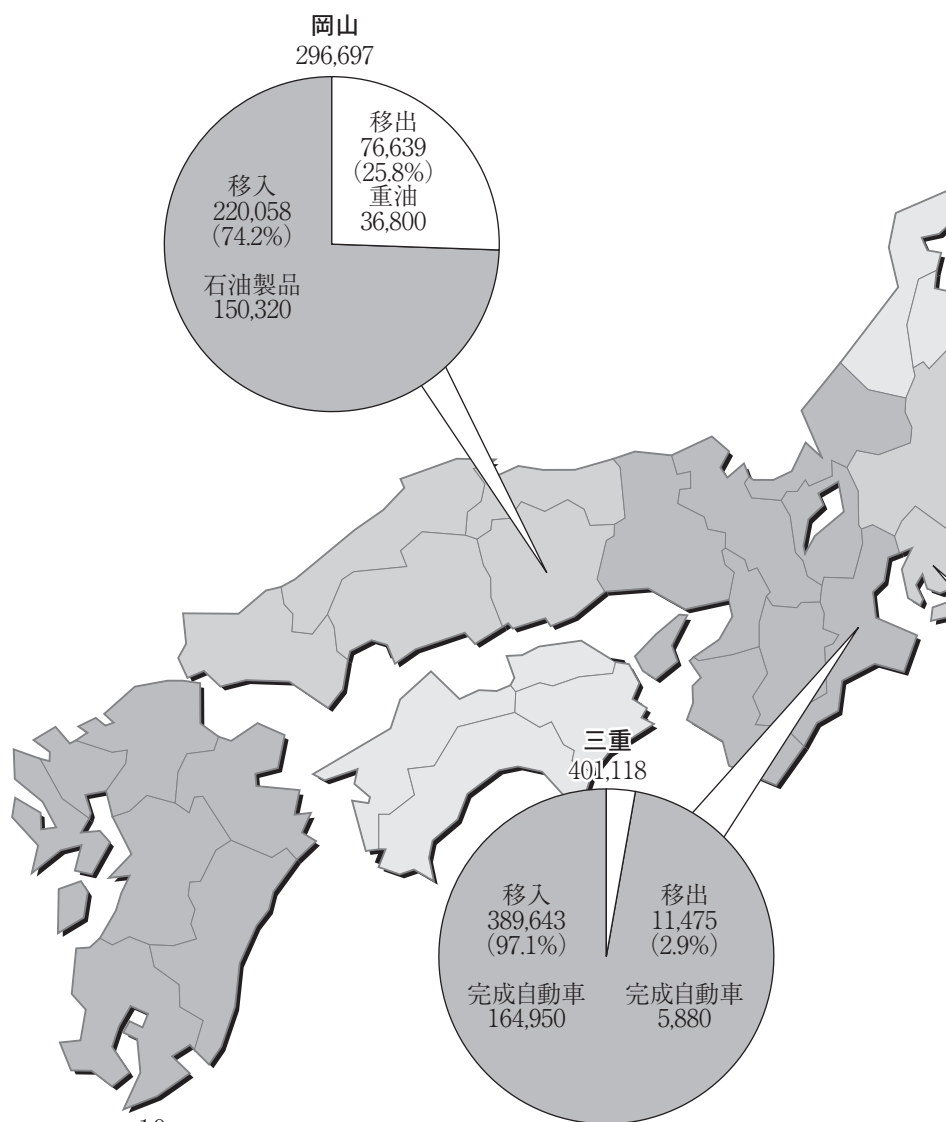 岡山
296,697
移出
76,639
(25.8%)
重油
36,800
移入
220,058
(74.2%)
石油製品
150,320
三重
401,118
移入
389,643
(97.1%)
完成自動車
164,950
移出
11,475
(2.9%)
完成自動車
5,880